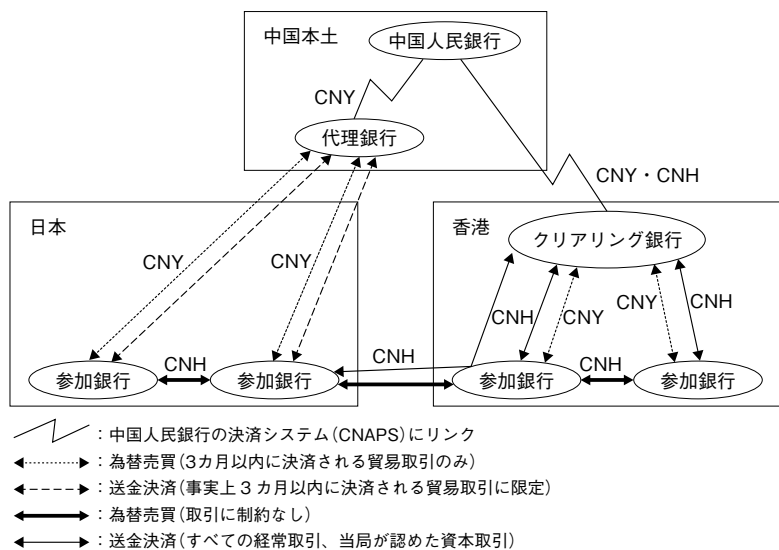 中国本土
中国人民銀行
CNY
代理銀行
CNY・CNH
日本
香港
クリアリング銀行
CNY
CNY
CNH
CNY
CNY
CNH
CNH
CNH
CNH
参加銀行
参加銀行
参加銀行
参加銀行
:中国人民銀行の決済システム(CNAPS)にリンク
:為替売買(3カ月以内に決済される貿易取引のみ)
:送金決済(事実上3カ月以内に決済される貿易取引に限定)
:為替売買(取引に制約なし)
:送金決済(すべての経常取引、当局が認めた資本取引)